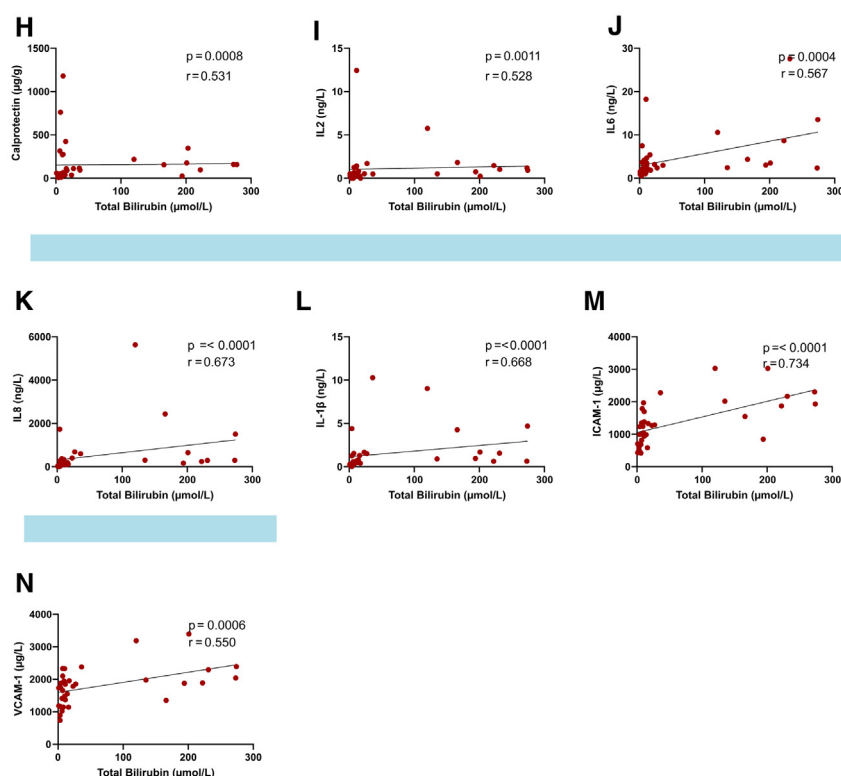 H
p=0.0008
r=0.531
Calprotectin (µg/g)
1500
1000
500
0
0 100 200 300
Total Bilirubin (µmol/L)
I
p=0.0011
r=0.528
IL2 (ng/L)
15
10
5
0
0 100 200 300
Total Bilirubin (µmol/L)
J
p=0.0004
r=0.567
IL6 (ng/L)
30
20
10
0
0 100 200 300
Total Bilirubin (µmol/L)
K
p =< 0.0001
r=0.673
IL8 (ng/L)
6000
4000
2000
0
0 100 200 300
Total Bilirubin (µmol/L)
L
p =<0.0001
r=0.668
IL-1β (ng/L)
15
10
5
0
0 100 200 300
Total Bilirubin (µmol/L)
M
p =< 0.0001
r=0.734
ICAM-1 (µg/L)
4000
3000
2000
1000
0
0 100 200 300
Total Bilirubin (µmol/L)
N
p=0.0006
r=0.550
VCAM-1 (µg/L)
4000
3000
2000
1000
0
0 100 200 300
Total Bilirubin (µmol/L)